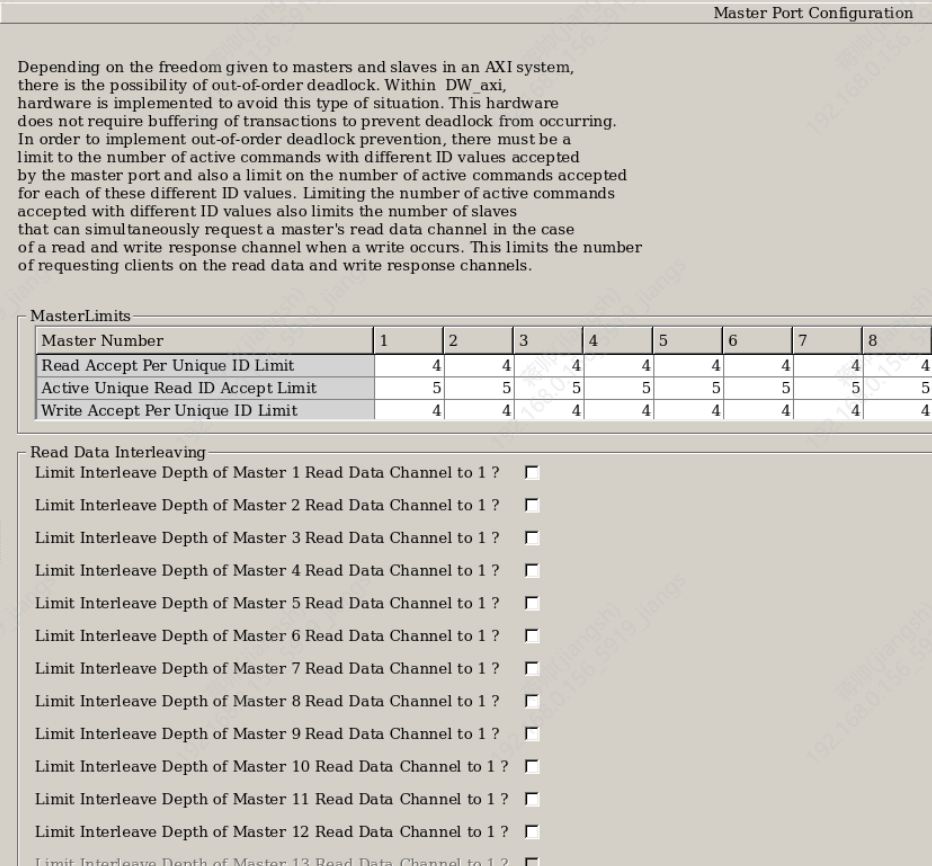 Master Port Configuration
Depending on the freedom given to masters and slaves in an AXI system,
there is the possibility of out-of-order deadlock. Within DW_axi,
hardware is implemented to avoid this type of situation. This hardware
does not require buffering of transactions to prevent deadlock from occurring.
In order to implement out-of-order deadlock prevention, there must be a
limit to the number of active commands with different ID values accepted
by the master port and also a limit on the number of active commands accepted
for each of these different ID values. Limiting the number of active commands
accepted with different ID values also limits the number of slaves
that can simultaneously request a master's read data channel in the case
of a read and write response channel when a write occurs. This limits the number
of requesting clients on the read data and write response channels.
MasterLimits
Master Number 1 2 3 4 5 6 7 8
Read Accept Per Unique ID Limit 4 4 4 4 4 4 4 4
Active Unique Read ID Accept Limit 5 5 5 5 5 5 5 5
Write Accept Per Unique ID Limit 4 4 4 4 4 4 4 4
Read Data Interleaving
Limit Interleave Depth of Master 1 Read Data Channel to 1 ?
Limit Interleave Depth of Master 2 Read Data Channel to 1 ?
Limit Interleave Depth of Master 3 Read Data Channel to 1 ?
Limit Interleave Depth of Master 4 Read Data Channel to 1 ?
Limit Interleave Depth of Master 5 Read Data Channel to 1 ?
Limit Interleave Depth of Master 6 Read Data Channel to 1 ?
Limit Interleave Depth of Master 7 Read Data Channel to 1 ?
Limit Interleave Depth of Master 8 Read Data Channel to 1 ?
Limit Interleave Depth of Master 9 Read Data Channel to 1 ?
Limit Interleave Depth of Master 10 Read Data Channel to 1 ?
Limit Interleave Depth of Master 11 Read Data Channel to 1 ?
Limit Interleave Depth of Master 12 Read Data Channel to 1 ?
Limit Interleave Depth of Master 13 Read Data Channel to 1 ?